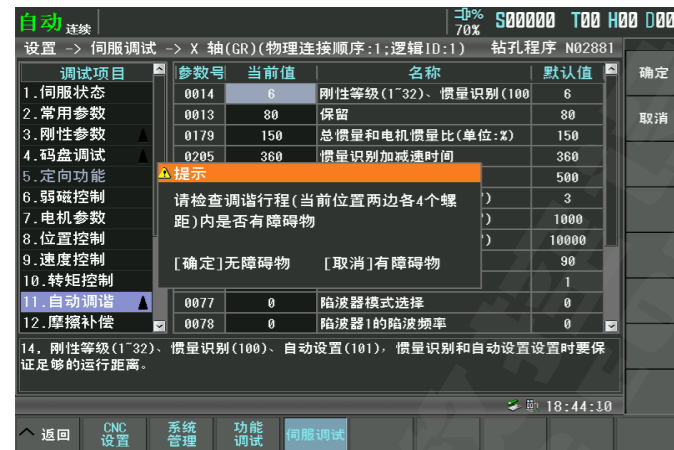 自动 连续 70% S00000 T00 H00 D00
设置 -> 伺服调试 -> X 轴(GR)(物理连接顺序:1;逻辑ID:1) 钻孔程序 N02881
调试项目 参数号 当前值 名称 默认值 确定
1.伺服状态 0014 6 刚性等级(1~32)、惯量识别(100 6
2.常用参数 0013 80 保留 80 取消
3.刚性参数 0179 150 总惯量和电机惯量比(单位:%) 150
4.码盘调试 0205 360 惯量识别加减速时间 360
5.定向功能 提示 500
6.弱磁控制 请检查调谐行程(当前位置两边各4个螺 ) 3
7.电机参数 距)内是否有障碍物 ) 1000
8.位置控制 ) 10000
9.速度控制 [确定]无障碍物 [取消]有障碍物 90
10.转矩控制 1
11.自动调谐 0077 0 陷波器模式选择 0
12.摩擦补偿 0078 0 陷波器1的陷波频率 0
14, 刚性等级(1~32)、惯量识别(100)、自动设置(101), 惯量识别和自动设置设置时要保
证足够的运行距离。
18:44:10
返回 CNC 设置 系统 管理 功能 调试 伺服调试